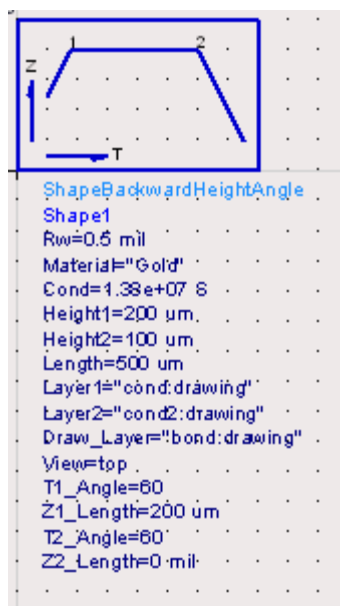 1 2
Z
T
ShapeBackwardHeightAngle
Shape1
Rw=0.5 mil
Material="Gold"
Cond=1.38e+07 S
Height1=200 um
Height2=100 um
Length=500 um
Layer1="cond:drawing"
Layer2="cond2:drawing"
Draw_Layer="bond:drawing"
View=top
T1_Angle=60
Z1_Length=200 um
T2_Angle=60
Z2_Length=0 mil